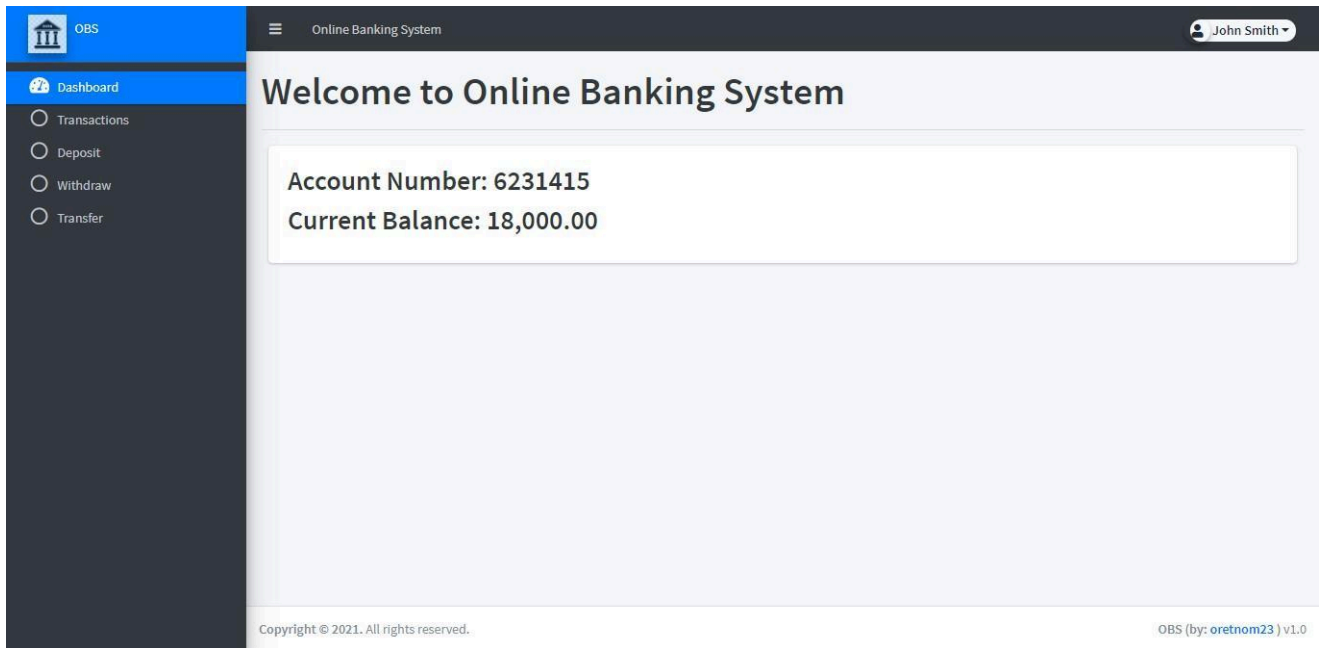 OBS
Online Banking System
John Smith
Dashboard
Transactions
Deposit
Withdraw
Transfer
Welcome to Online Banking System
Account Number: 6231415
Current Balance: 18,000.00
Copyright © 2021. All rights reserved.
OBS (by: oretnom23 ) v1.0